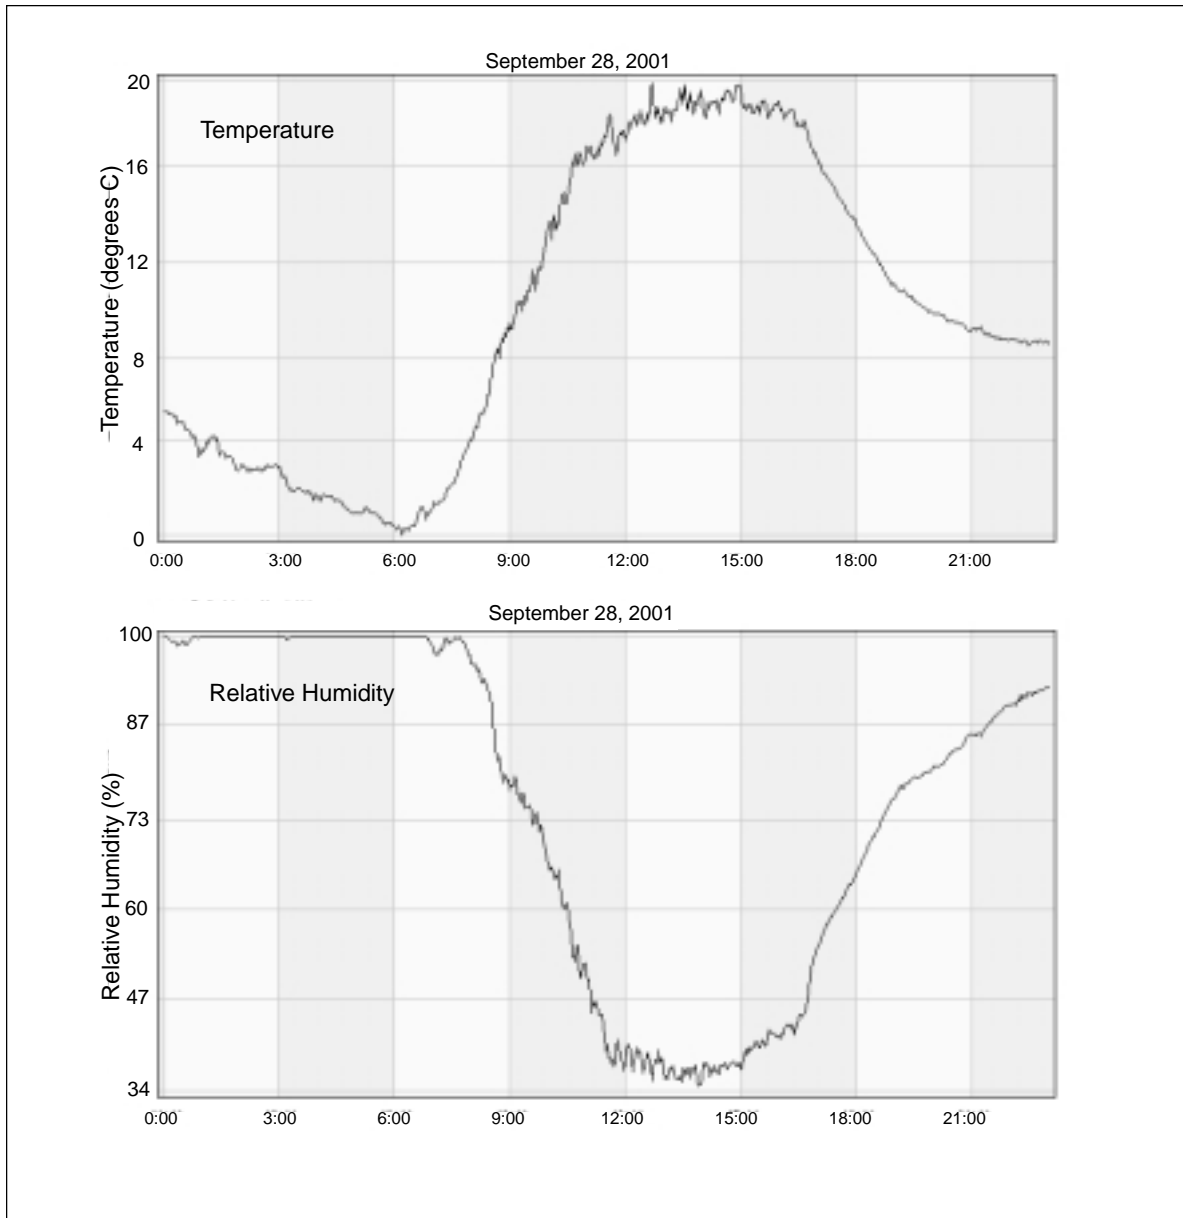 September 28, 2001
Temperature
Temperature (degrees C)
20
16
12
8
4
0
0:00 3:00 6:00 9:00 12:00 15:00 18:00 21:00
September 28, 2001
Relative Humidity
Relative Humidity (%)
100
87
73
60
47
34
0:00 3:00 6:00 9:00 12:00 15:00 18:00 21:00